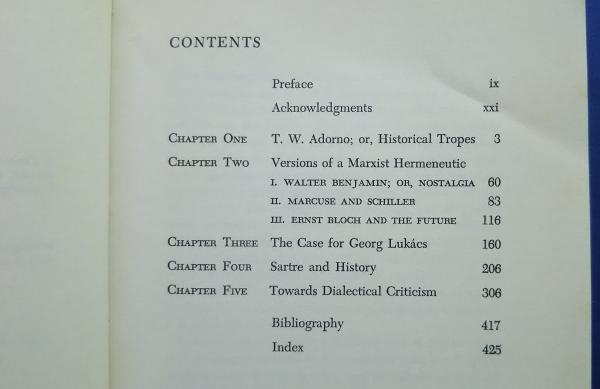 CONTENTS
Preface ix
Acknowledgments xxi
CHAPTER ONE T. W. Adorno; or, Historical Tropes 3
CHAPTER TWO Versions of a Marxist Hermeneutic
I. WALTER BENJAMIN; OR, NOSTALGIA 60
II. MARCUSE AND SCHILLER 83
III. ERNST BLOCH AND THE FUTURE 116
CHAPTER THREE The Case for Georg Lukács 160
CHAPTER FOUR Sartre and History 206
CHAPTER FIVE Towards Dialectical Criticism 306
Bibliography 417
Index 425